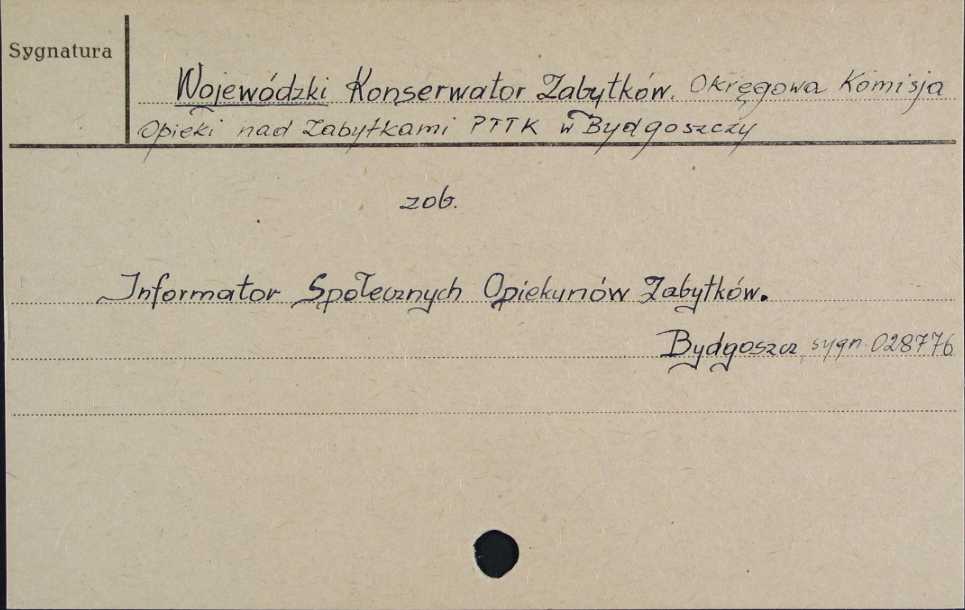 Sygnatura
Wojewódzki Konserwator Zabytków. Okręgowa Komisja
Opieki nad Zabytkami PTTK w Bydgoszczy
zob.
Informator Społecznych Opiekunów Zabytków.
Bydgoszcz, sygn. 028776